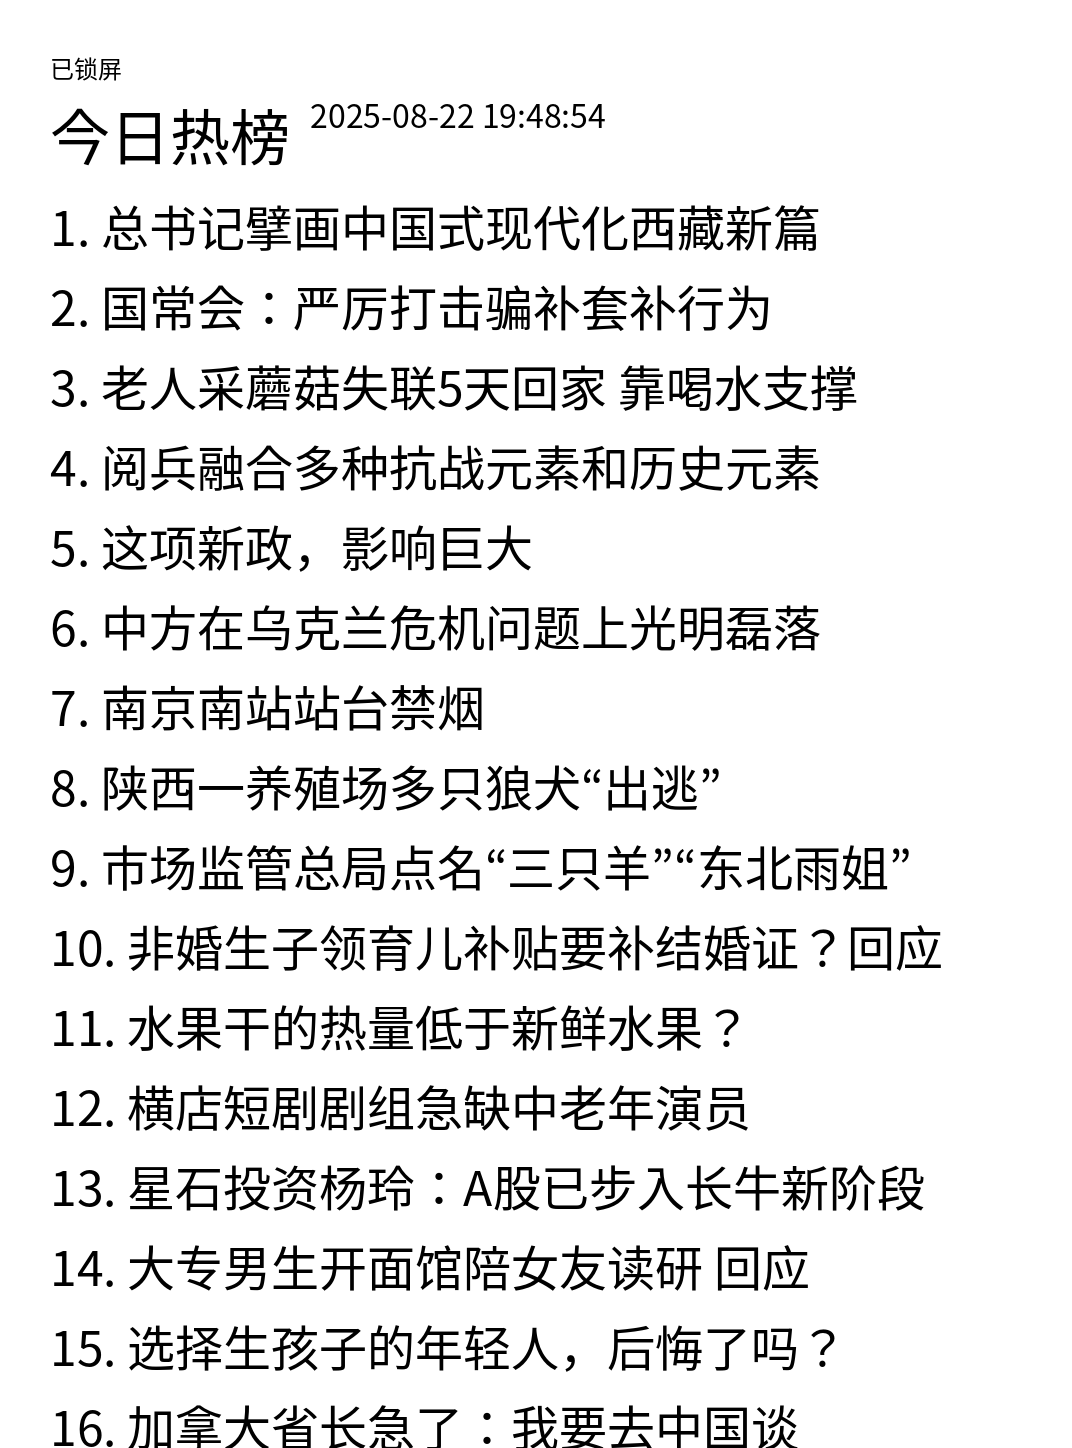 已锁屏
今日热榜 2025-08-22 19:48:54
1. 总书记擘画中国式现代化西藏新篇
2. 国常会：严厉打击骗补套补行为
3. 老人采蘑菇失联5天回家 靠喝水支撑
4. 阅兵融合多种抗战元素和历史元素
5. 这项新政，影响巨大
6. 中方在乌克兰危机问题上光明磊落
7. 南京南站站台禁烟
8. 陕西一养殖场多只狼犬“出逃”
9. 市场监管总局点名“三只羊”“东北雨姐”
10. 非婚生子领育儿补贴要补结婚证？回应
11. 水果干的热量低于新鲜水果？
12. 横店短剧剧组急缺中老年演员
13. 星石投资杨玲：A股已步入长牛新阶段
14. 大专男生开面馆陪女友读研 回应
15. 选择生孩子的年轻人，后悔了吗？
16. 加拿大省长急了：我要去中国谈